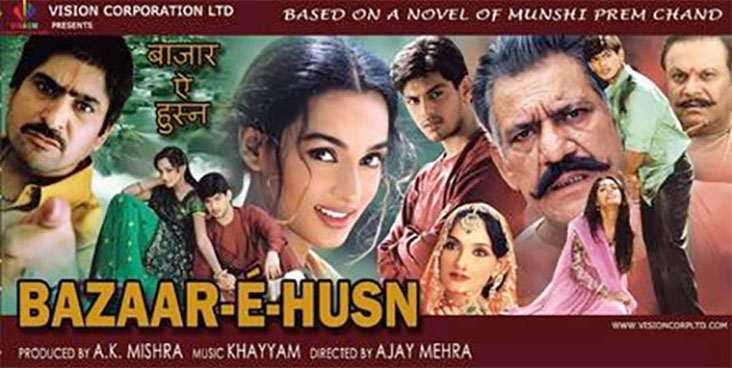 VISION CORPORATION LTD
PRESENTS
BASED ON A NOVEL OF MUNSHI PREM CHAND
बाजार
ऐ
हुस्न
BAZAAR-É-HUSN
WWW.VISIONCORPLTD.COM
PRODUCED BY A.K. MISHRA MUSIC KHAYYAM DIRECTED BY AJAY MEHRA